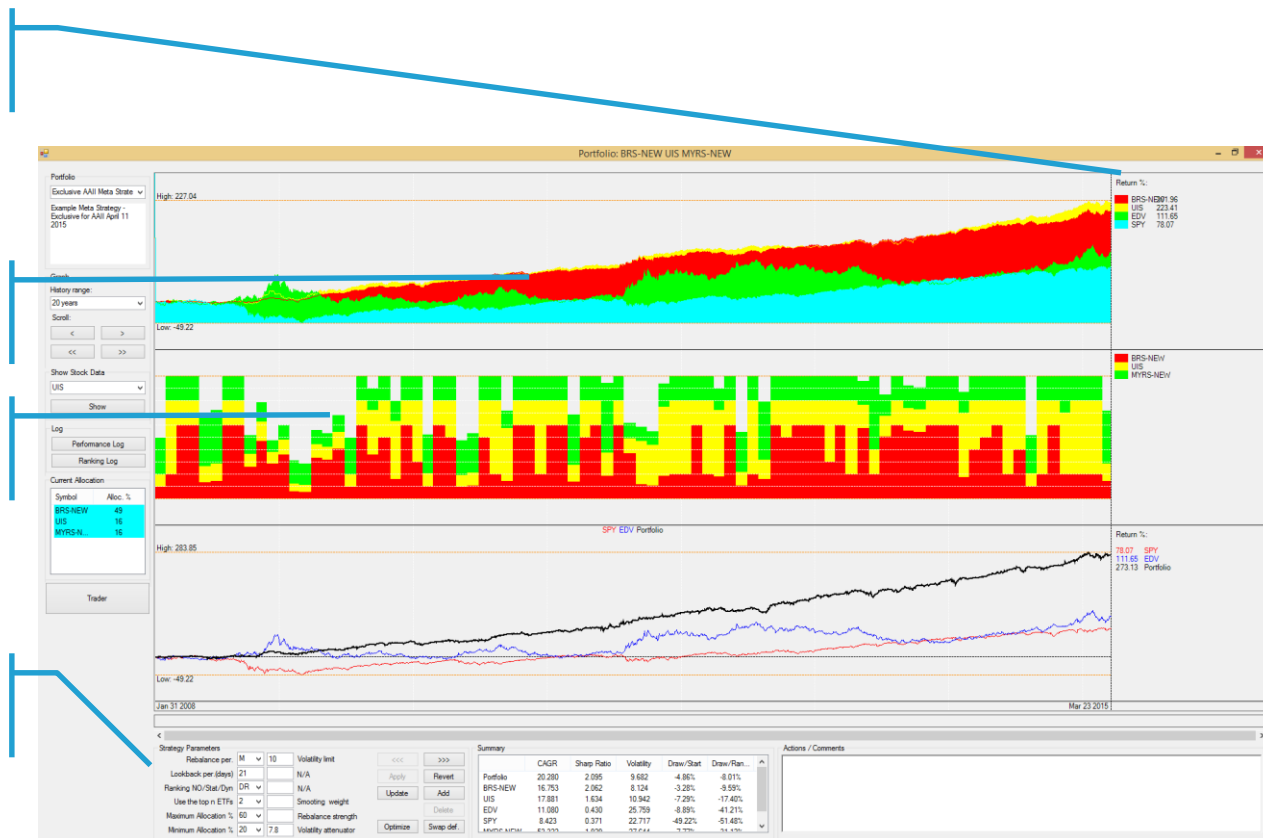 Portfolio: BRS-NEW UIS MYRS-NEW
Portfolio
Exclusive AAII Meta Strate
Example Meta Strategy -
Exclusive for AAII April 11
2015
Graph
History range:
20 years
Scroll:
< >
<< >>
Show Stock Data
UIS
Show
Log
Performance Log
Ranking Log
Current Allocation
Symbol Alloc. %
BRS-NEW 49
UIS 16
MYRS-N... 16
Trader
High: 227.04
Low: -49.22
Return %:
BRS-NEW
UIS 223.41
EDV 111.65
SPY 78.07
BRS-NEW
UIS
MYRS-NEW
SPY EDV Portfolio
High: 283.85
Low: -49.22
Return %:
78.07 SPY
111.65 EDV
273.13 Portfolio
Jan 31 2008 Mar 23 2015
< >
Strategy Parameters
Rebalance per. M 10 Volatility limit <<< >>>
Lookback per.(days) 21 N/A Apply Revert
Ranking NO/Stat/Dyn DR N/A Update Add
Use the top n ETFs 2 Smooting weight Delete
Maximum Allocation % 60 Rebalance strength
Minimum Allocation % 20 7.8 Volatility attenuator Optimize Swap def.
Summary
CAGR Sharp Ratio Volatility Draw/Start Draw/Ran...
Portfolio 20.280 2.095 9.682 -4.86% -8.01%
BRS-NEW 16.753 2.062 8.124 -3.28% -9.59%
UIS 17.881 1.634 10.942 -7.29% -17.40%
EDV 11.080 0.430 25.759 -8.89% -41.21%
SPY 8.423 0.371 22.717 -49.22% -51.48%
MYRS-NEW
Actions / Comments